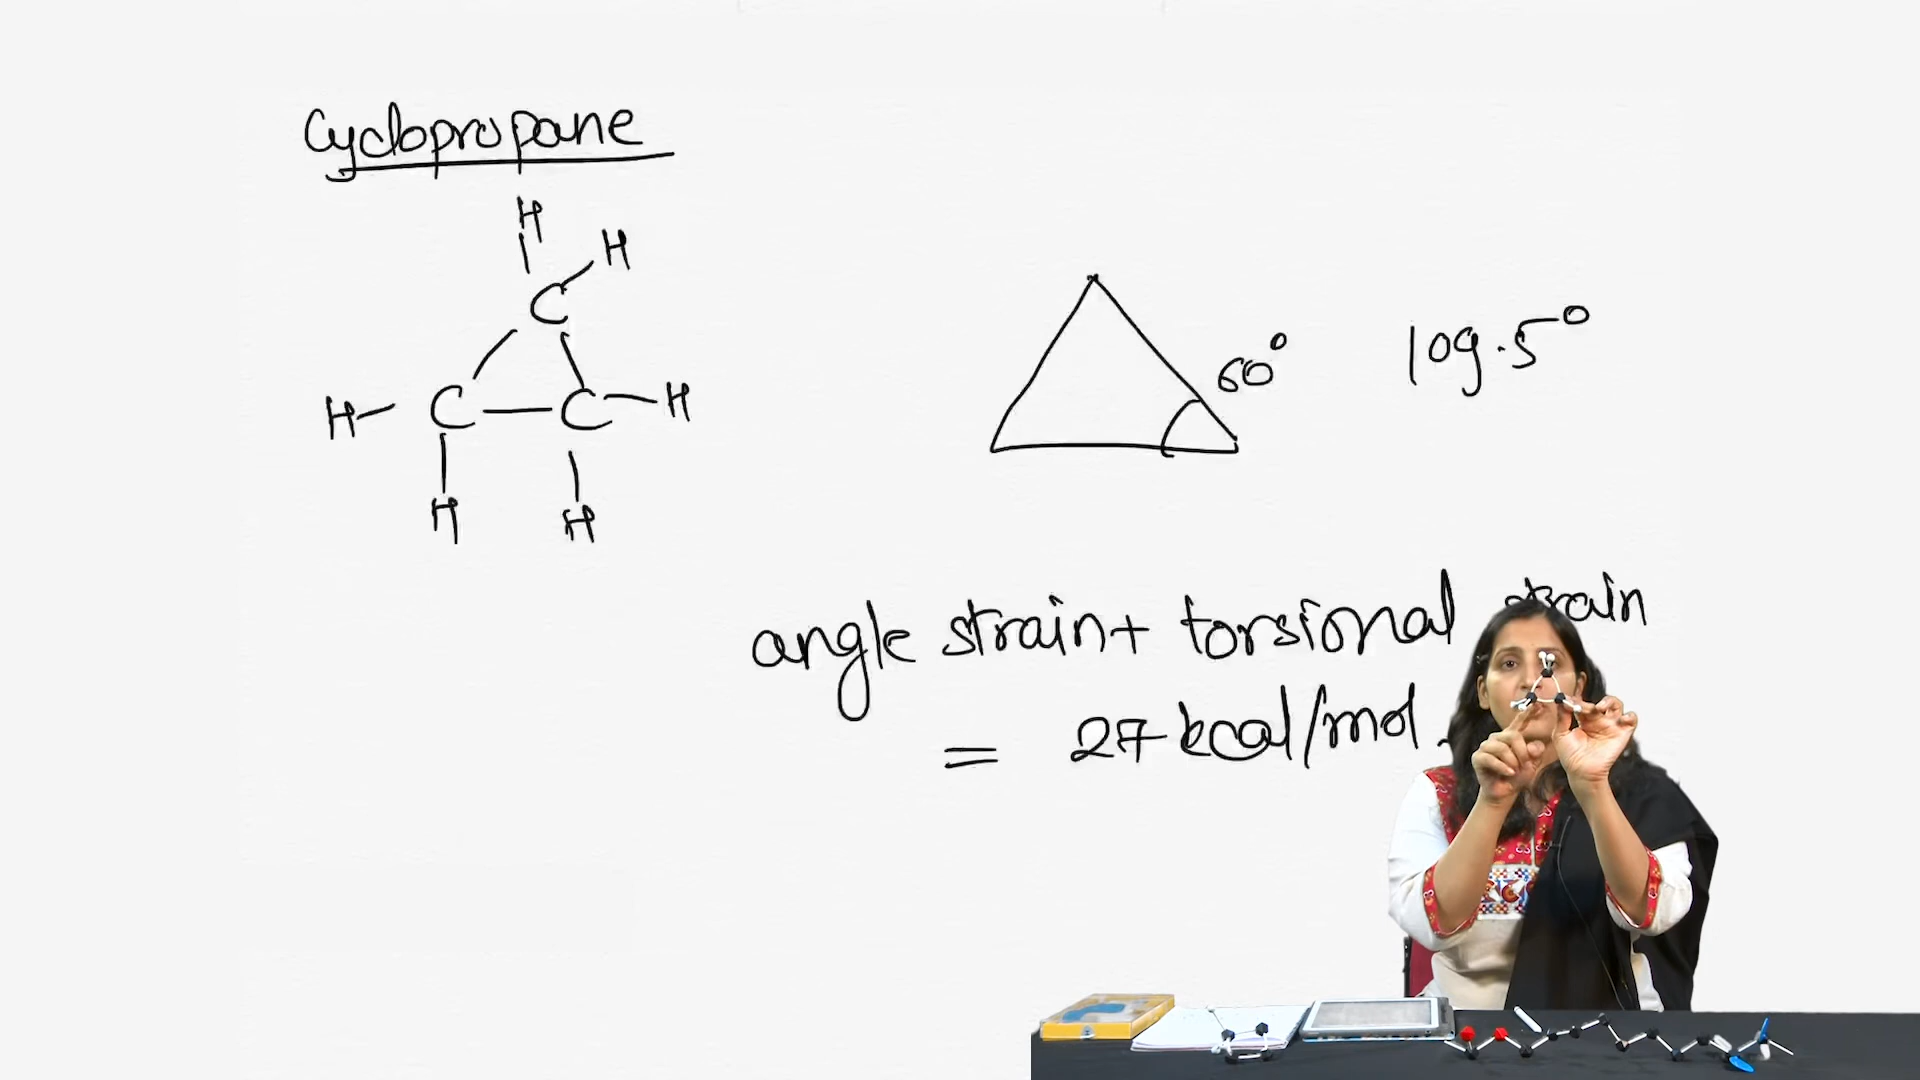 Cyclopropane
H
H
C
H C C H
H H
60° 109.5°
angle strain + torsional strain
= 27 kcal/mol.